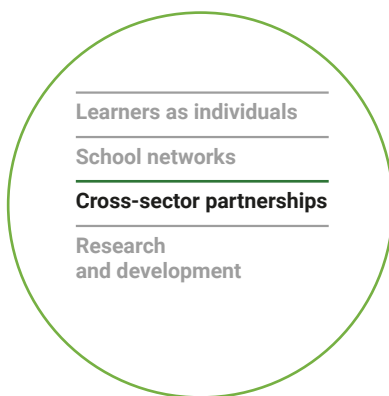 Learners as individuals
School networks
Cross-sector partnerships
Research
and development